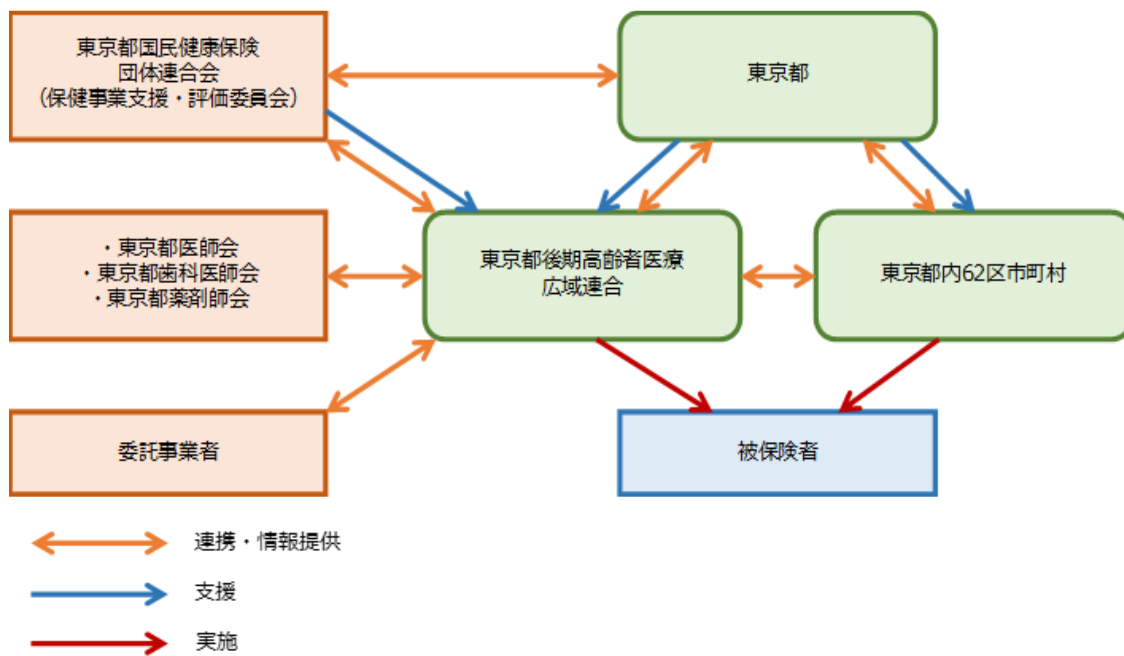 東京都国民健康保険
団体連合会
（保健事業支援・評価委員会）
東京都
・東京都医師会
・東京都歯科医師会
・東京都薬剤師会
東京都後期高齢者医療
広域連合
東京都内62区市町村
委託事業者
被保険者
連携・情報提供
支援
実施